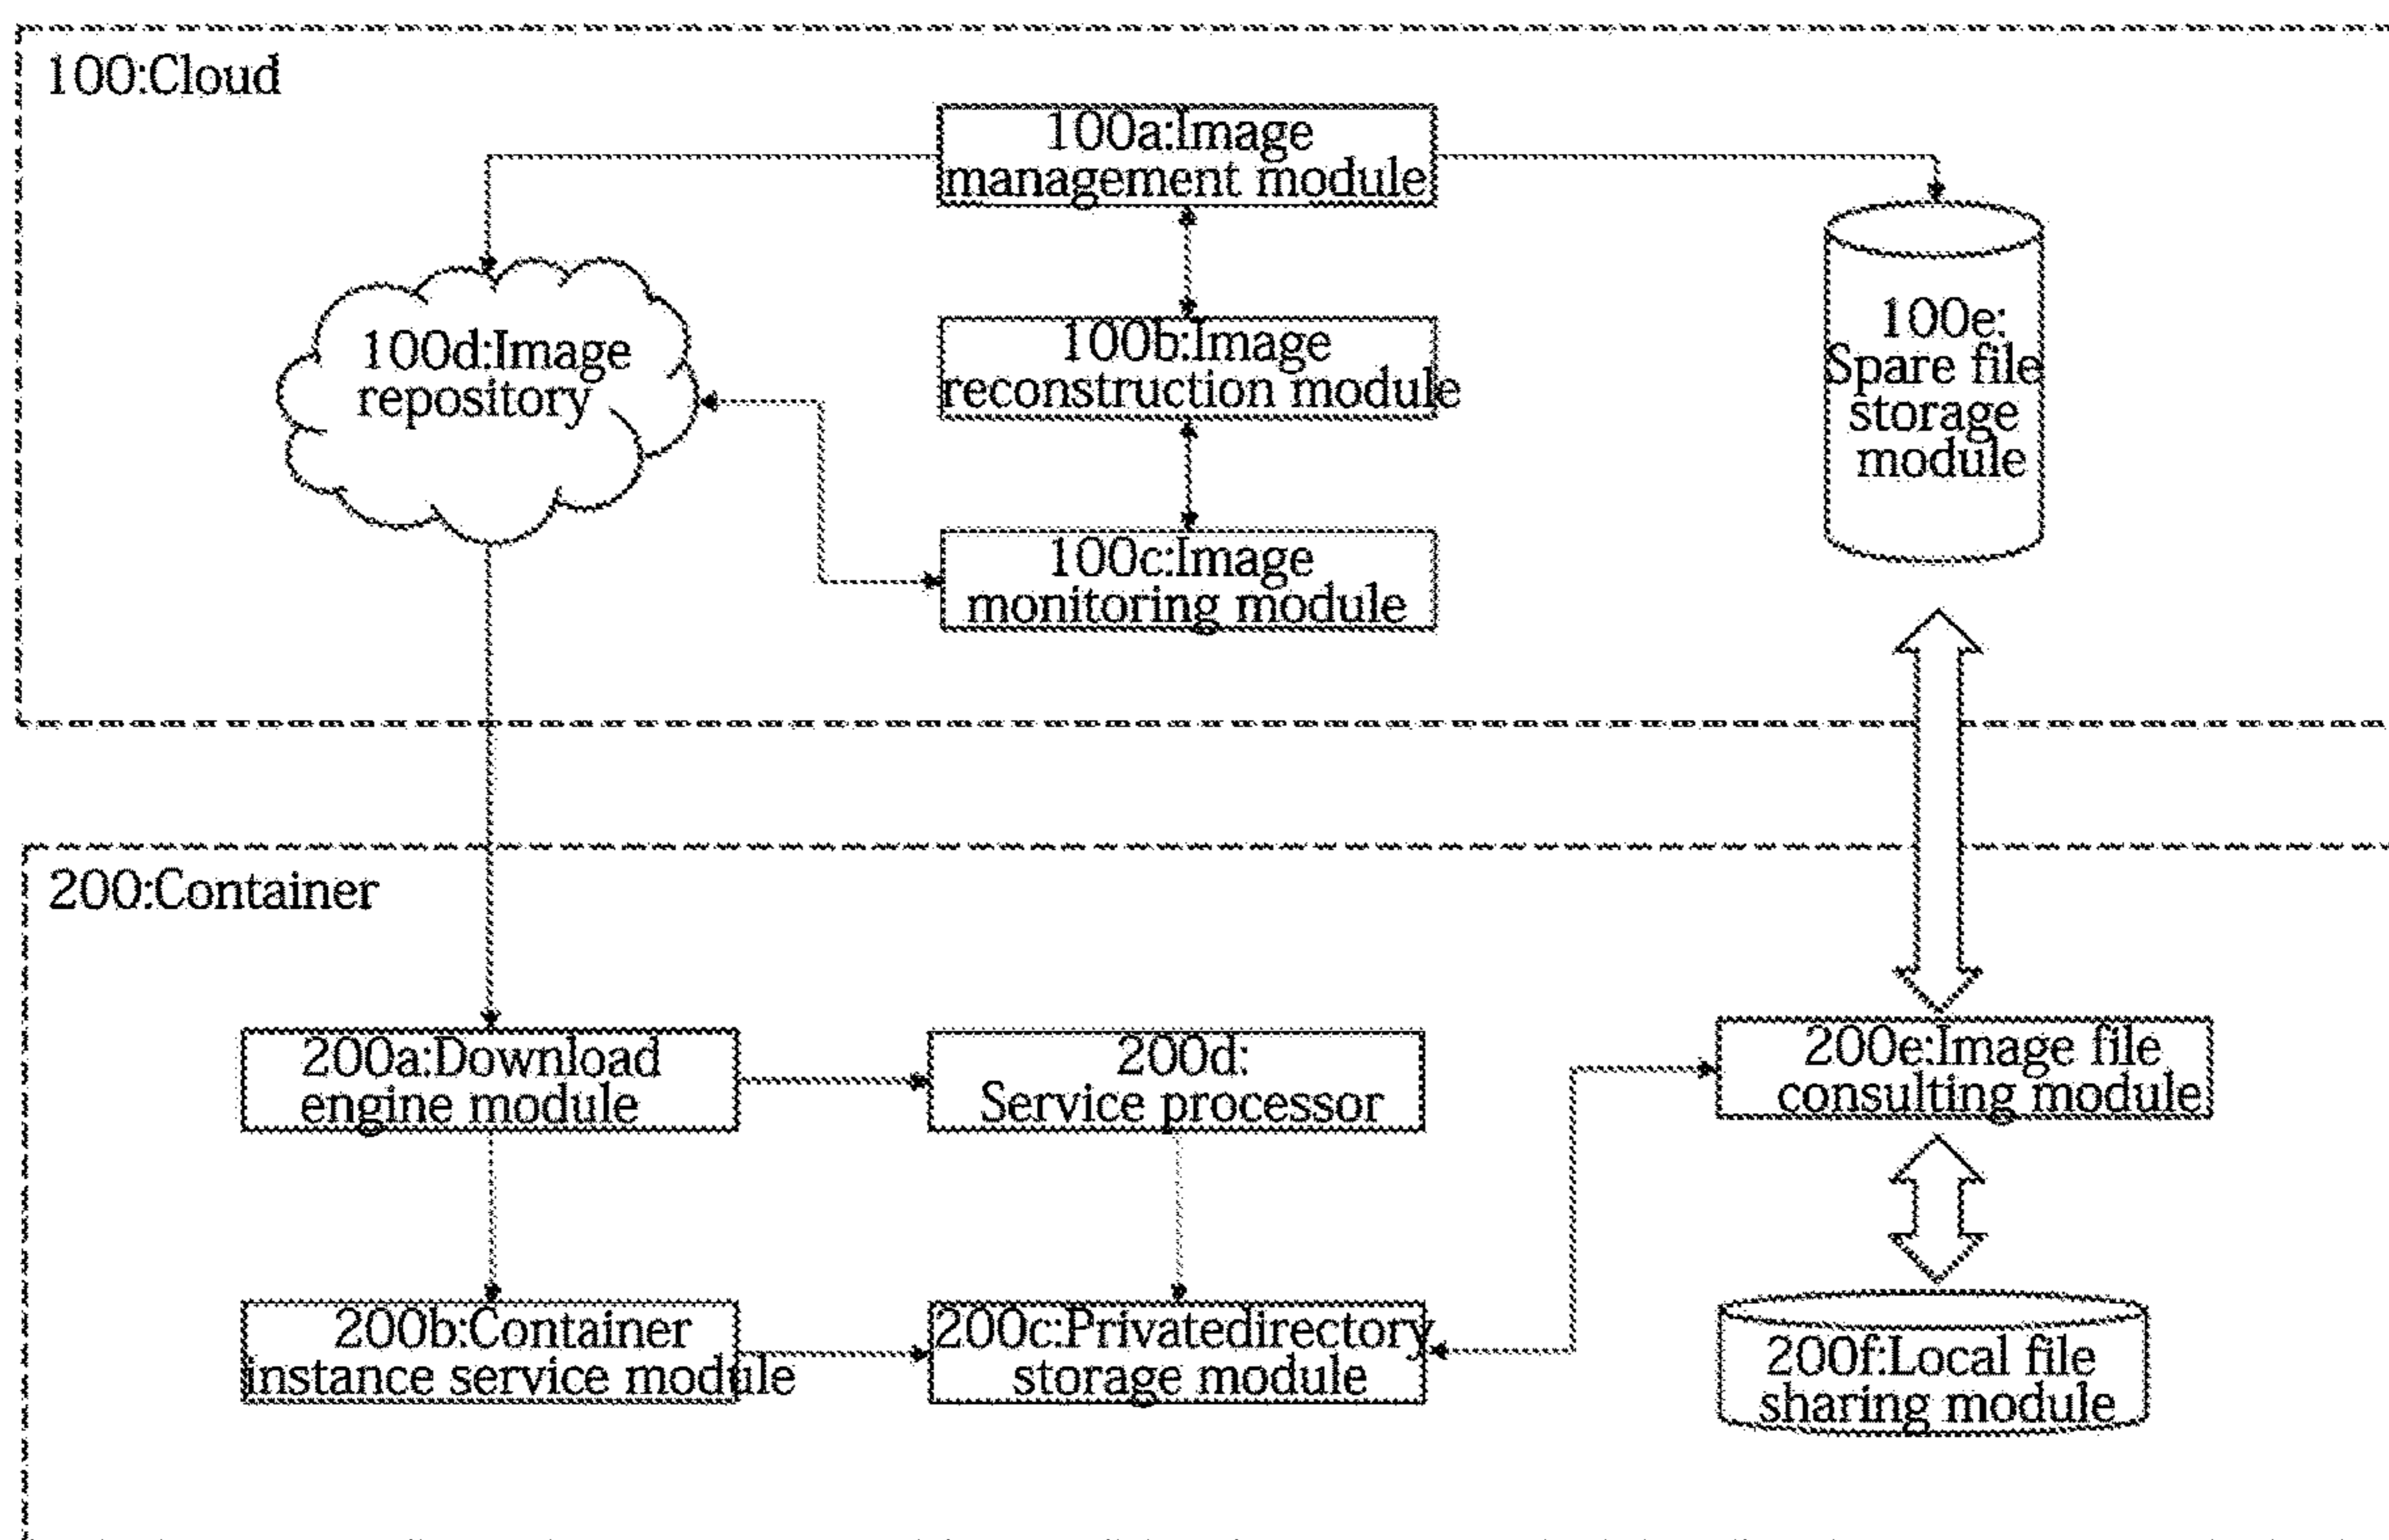 100:Cloud
100a:Image
management module
100d:Image
repository
100b:Image
reconstruction module
100e:
Spare file
storage
module
100c:Image
monitoring module
200:Container
200a:Download
engine module
200d:
Service processor
200e:Image file
consulting module
200b:Container
instance service module
200c:Privatedirectory
storage module
200f:Local file
sharing module